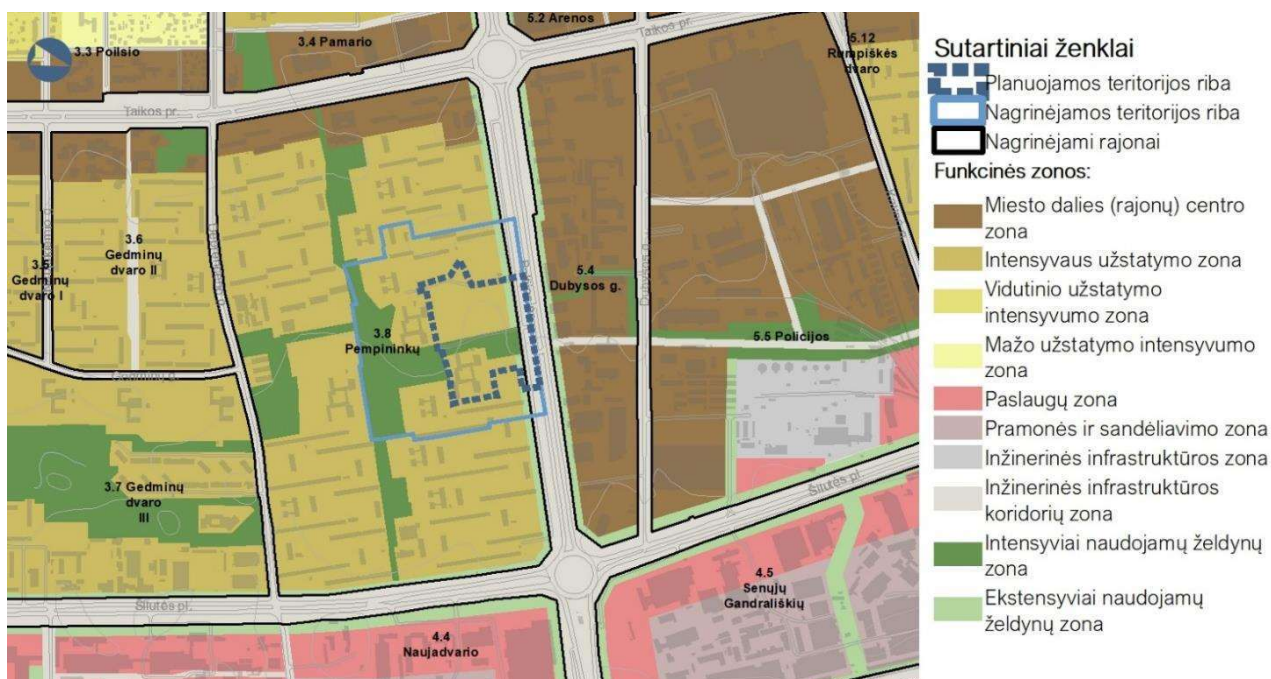 5.2 Arenos
Taikos pr.
3.4 Pamario
3.3 Poilsio
5.12
Rumpiškės
dvaro
Taikos pr.
3.6
Gedminų
dvaro II
3.5
Gedminų
dvaro I
5.4
Dubysos g.
Dubysos g.
3.8
Pempininkų
5.5 Policijos
Gedminų g.
3.7 Gedminų
dvaro
III
Šilutės pl.
Šilutės pl.
4.5
Senųjų
Gandrališkių
4.4
Naujadvario
Sutartiniai ženklai
Planuojamos teritorijos riba
Nagrinėjamos teritorijos riba
Nagrinėjami rajonai
Funkcinės zonos:
Miesto dalies (rajonų) centro
zona
Intensyvaus užstatymo zona
Vidutinio užstatymo
intensyvumo zona
Mažo užstatymo intensyvumo
zona
Paslaugų zona
Pramonės ir sandėliavimo zona
Inžinerinės infrastruktūros zona
Inžinerinės infrastruktūros
koridorių zona
Intensyviai naudojamų želdynų
zona
Ekstensyviai naudojamų
želdynų zona